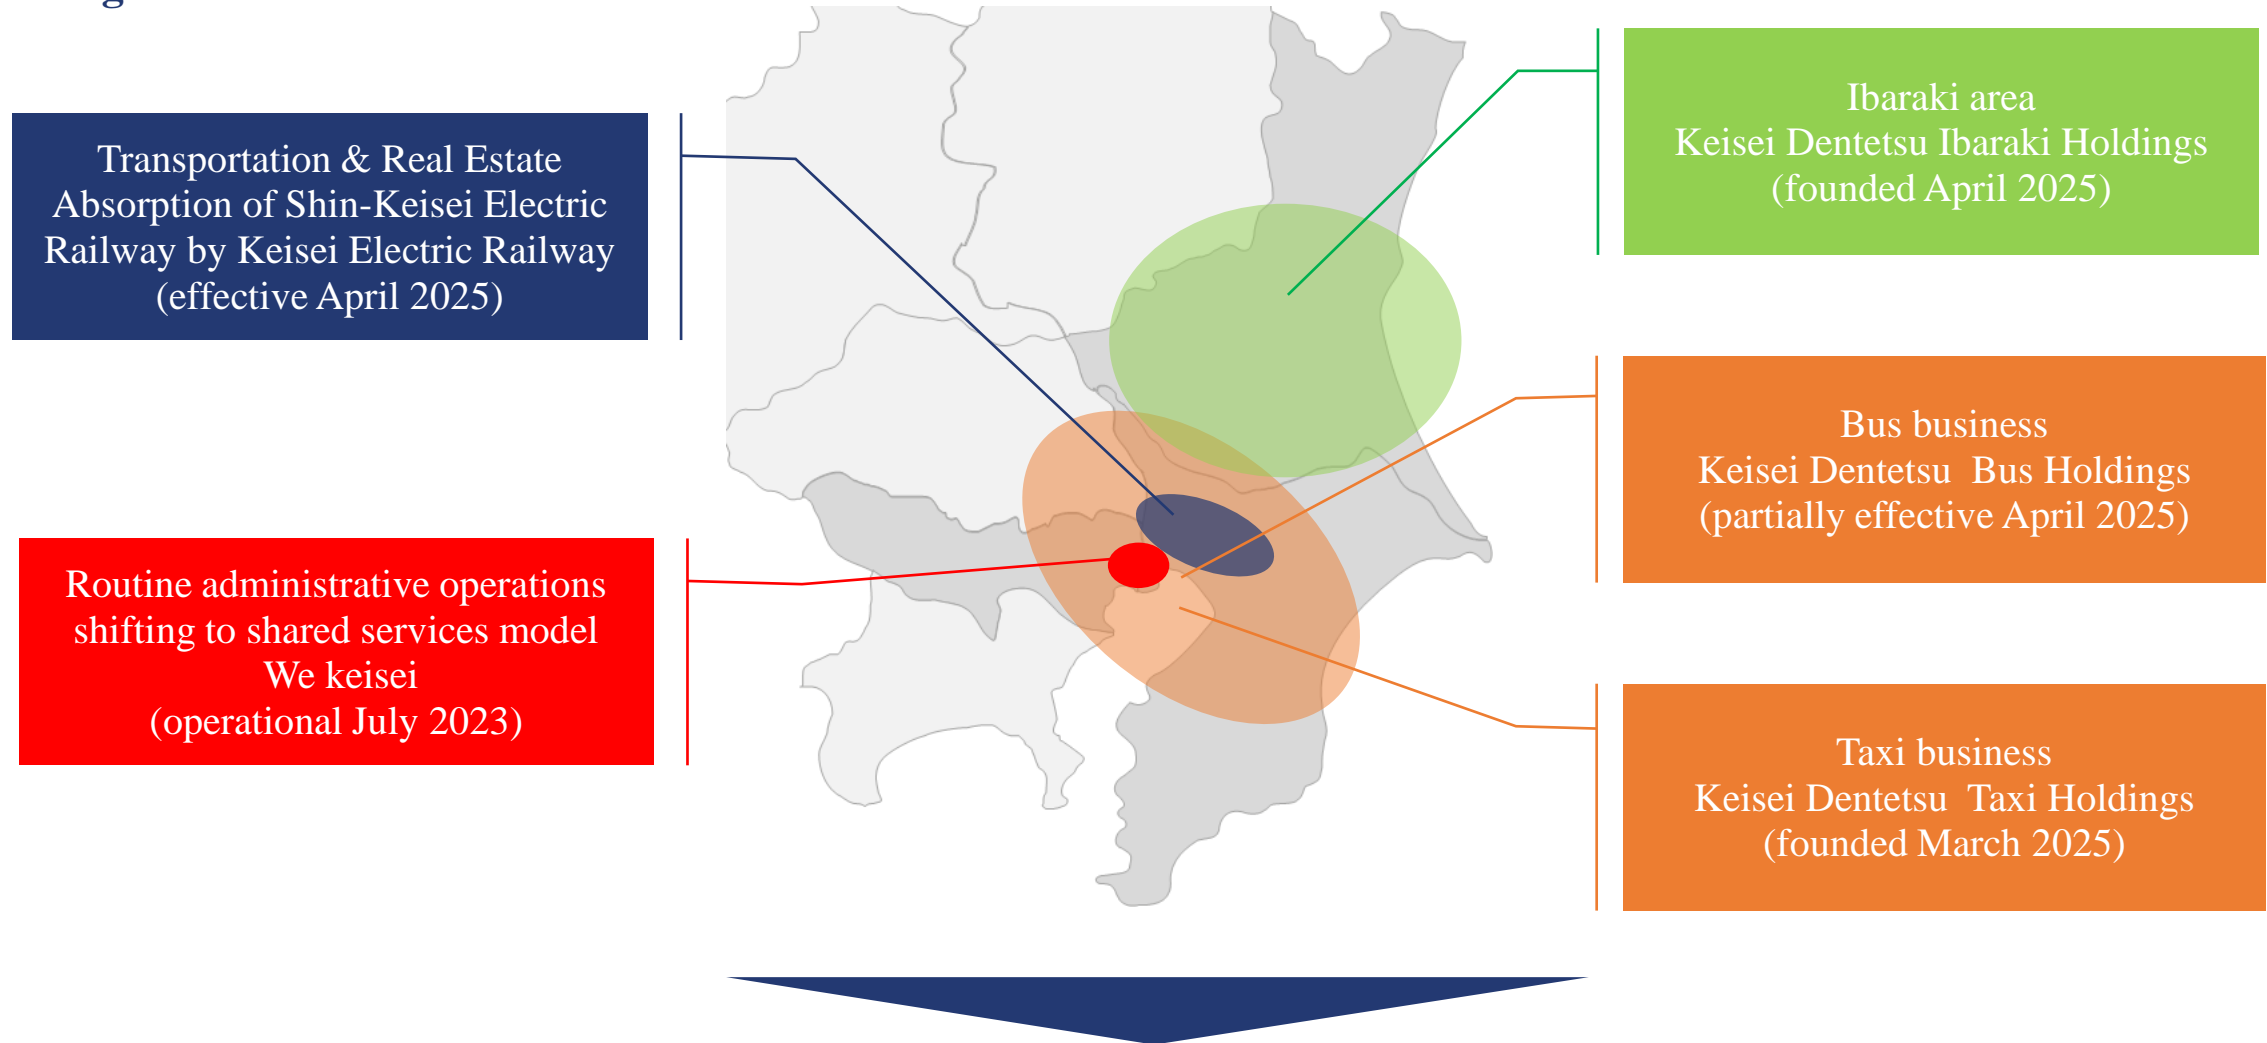 Transportation & Real Estate
Absorption of Shin-Keisei Electric
Railway by Keisei Electric Railway
(effective April 2025)
Routine administrative operations
shifting to shared services model
We keisei
(operational July 2023)
Ibaraki area
Keisei Dentetsu Ibaraki Holdings
(founded April 2025)
Bus business
Keisei Dentetsu  Bus Holdings
(partially effective April 2025)
Taxi business
Keisei Dentetsu  Taxi Holdings
(founded March 2025)